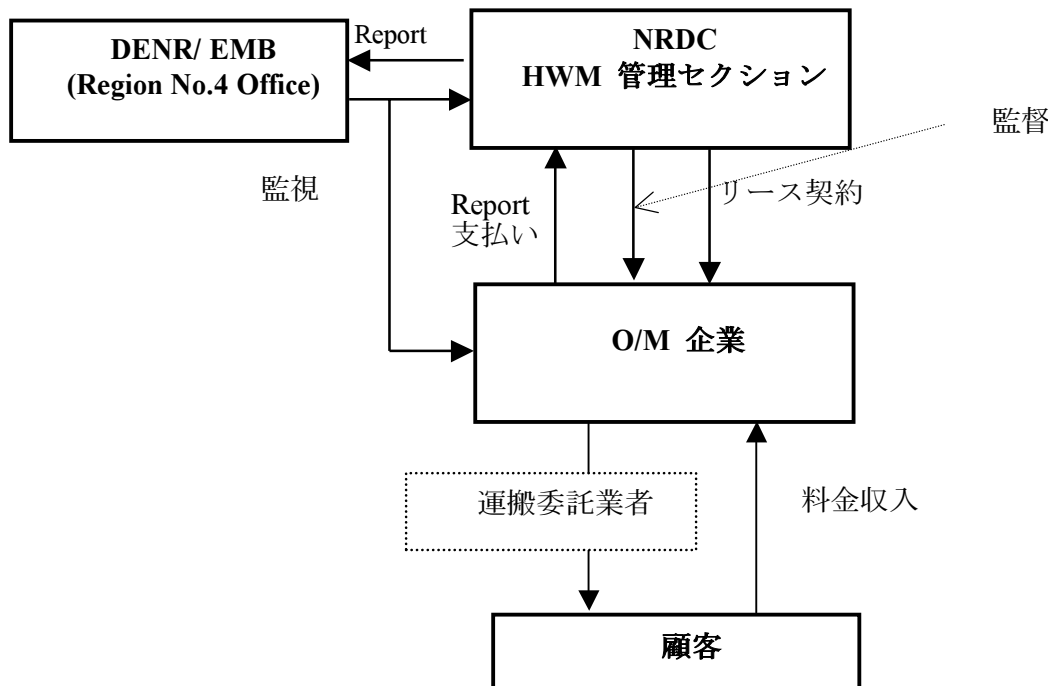 DENR/ EMB
(Region No.4 Office)
Report
NRDC
HWM 管理セクション
監督
監視
Report
支払い
リース契約
O/M 企業
運搬委託業者
料金収入
顧客